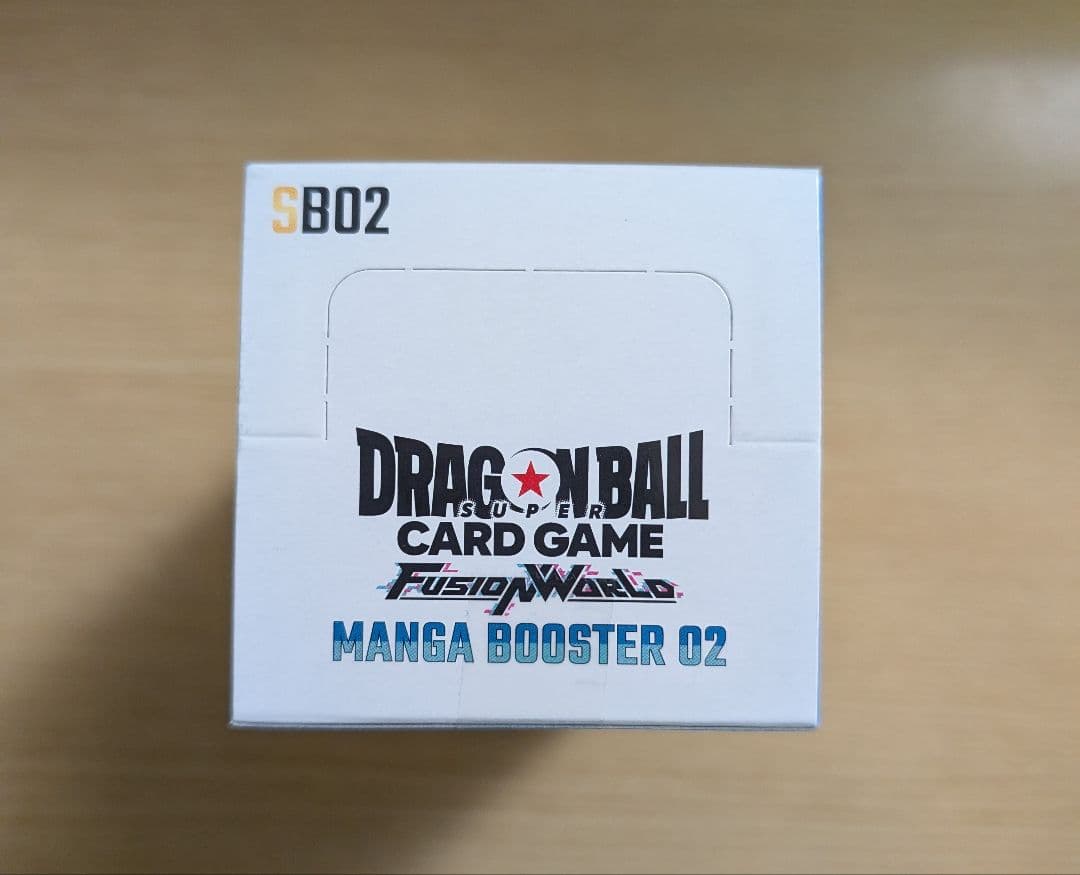 SB02
DRAGON BALL
SUPER
CARD GAME
FUSION WORLD
MANGA BOOSTER 02